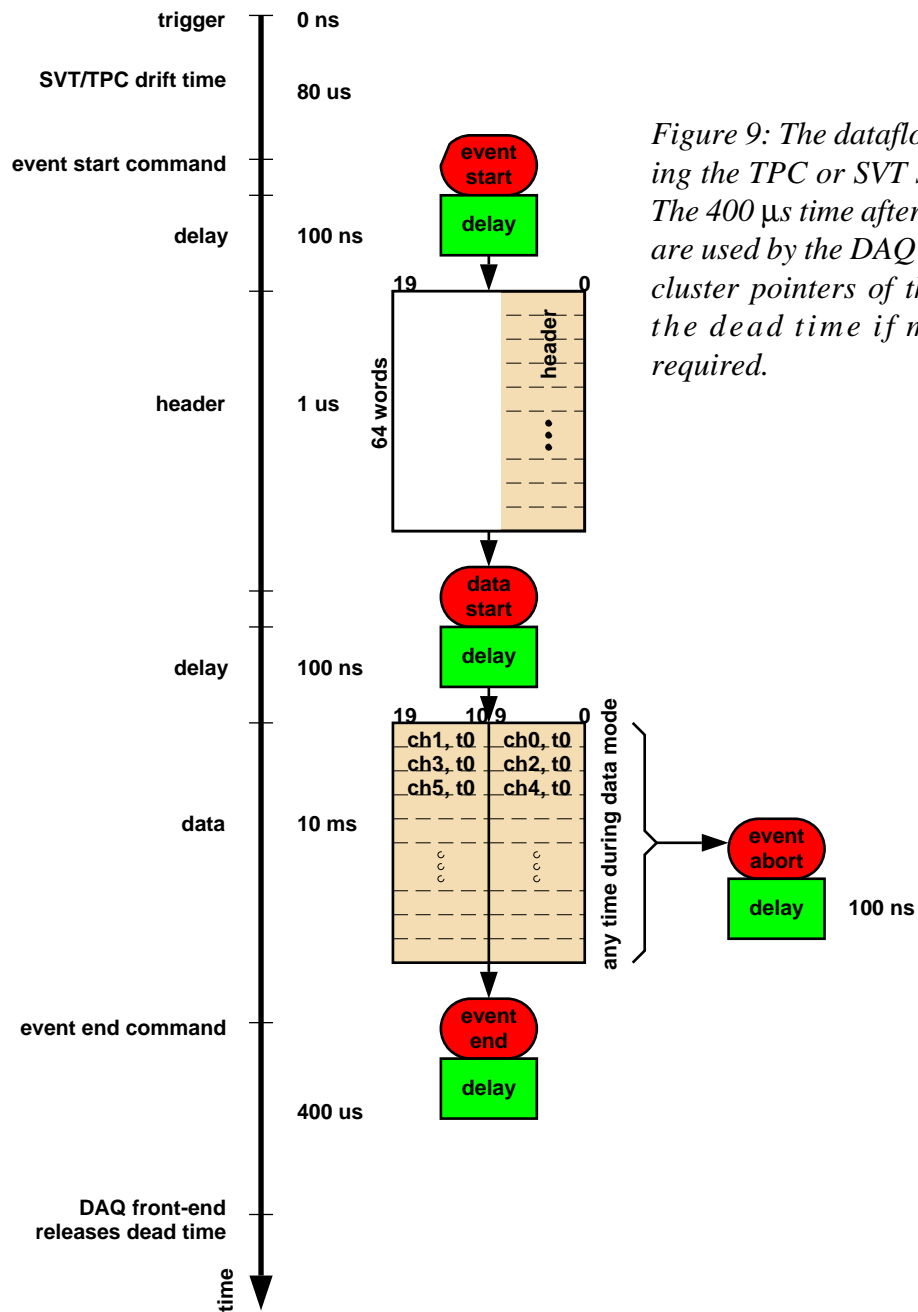 trigger
0 ns
SVT/TPC drift time
80 us
event start command
event
start
delay
delay
100 ns
19
0
header
1 us
64 words
header
data
start
delay
delay
100 ns
19
10
9
0
ch1, t0
ch0, t0
ch3, t0
ch2, t0
ch5, t0
ch4, t0
data
10 ms
any time during data mode
event
abort
delay
100 ns
event end command
event
end
delay
400 us
DAQ front-end
releases dead time
time
Figure 9: The dataflo
ing the TPC or SVT
The 400 μs time after
are used by the DAQ
cluster pointers of th
the dead time if m
required.